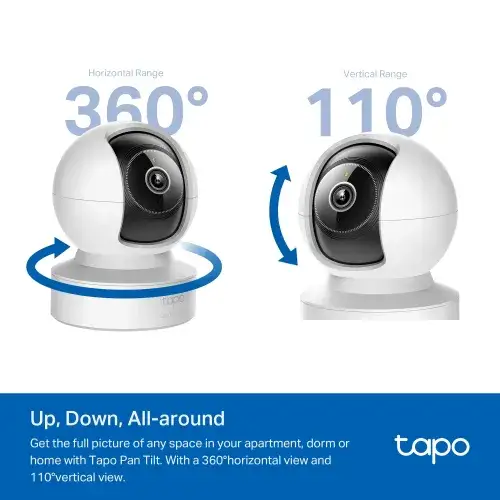 Horizontal Range
360°
Vertical Range
110°
tapo
Up, Down, All-around
Get the full picture of any space in your apartment, dorm or
home with Tapo Pan Tilt. With a 360°horizontal view and
110°vertical view.
tapo